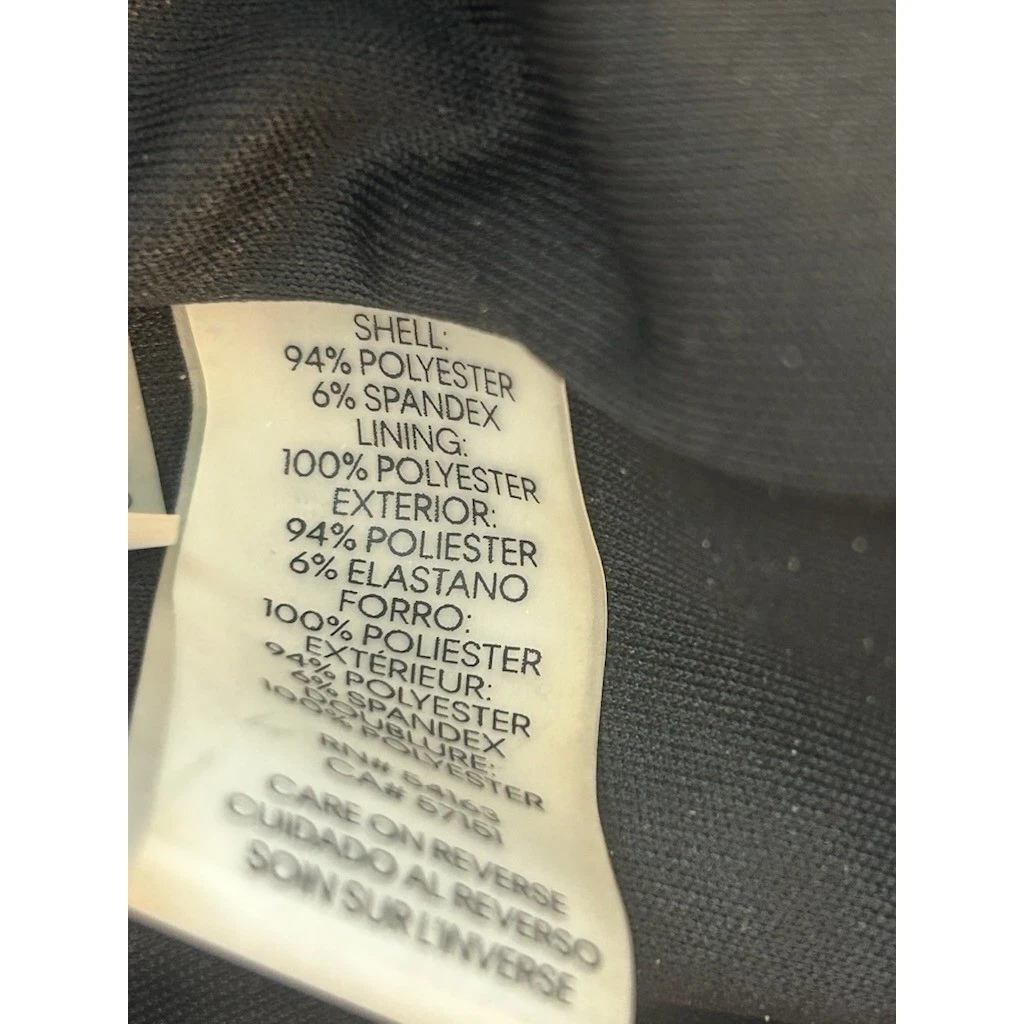 SHELL:
94% POLYESTER
6% SPANDEX
LINING:
100% POLYESTER
EXTERIOR:
94% POLIESTER
6% ELASTANO
FORRO:
100% POLIESTER
EXTÉRIEUR:
94% POLYESTER
6% SPANDEX
DOUBLURE:
100% POLYESTER
RN# 54163
CA# 57151
CARE ON REVERSE
CUIDADO AL REVERSO
SOIN SUR L'INVERSE